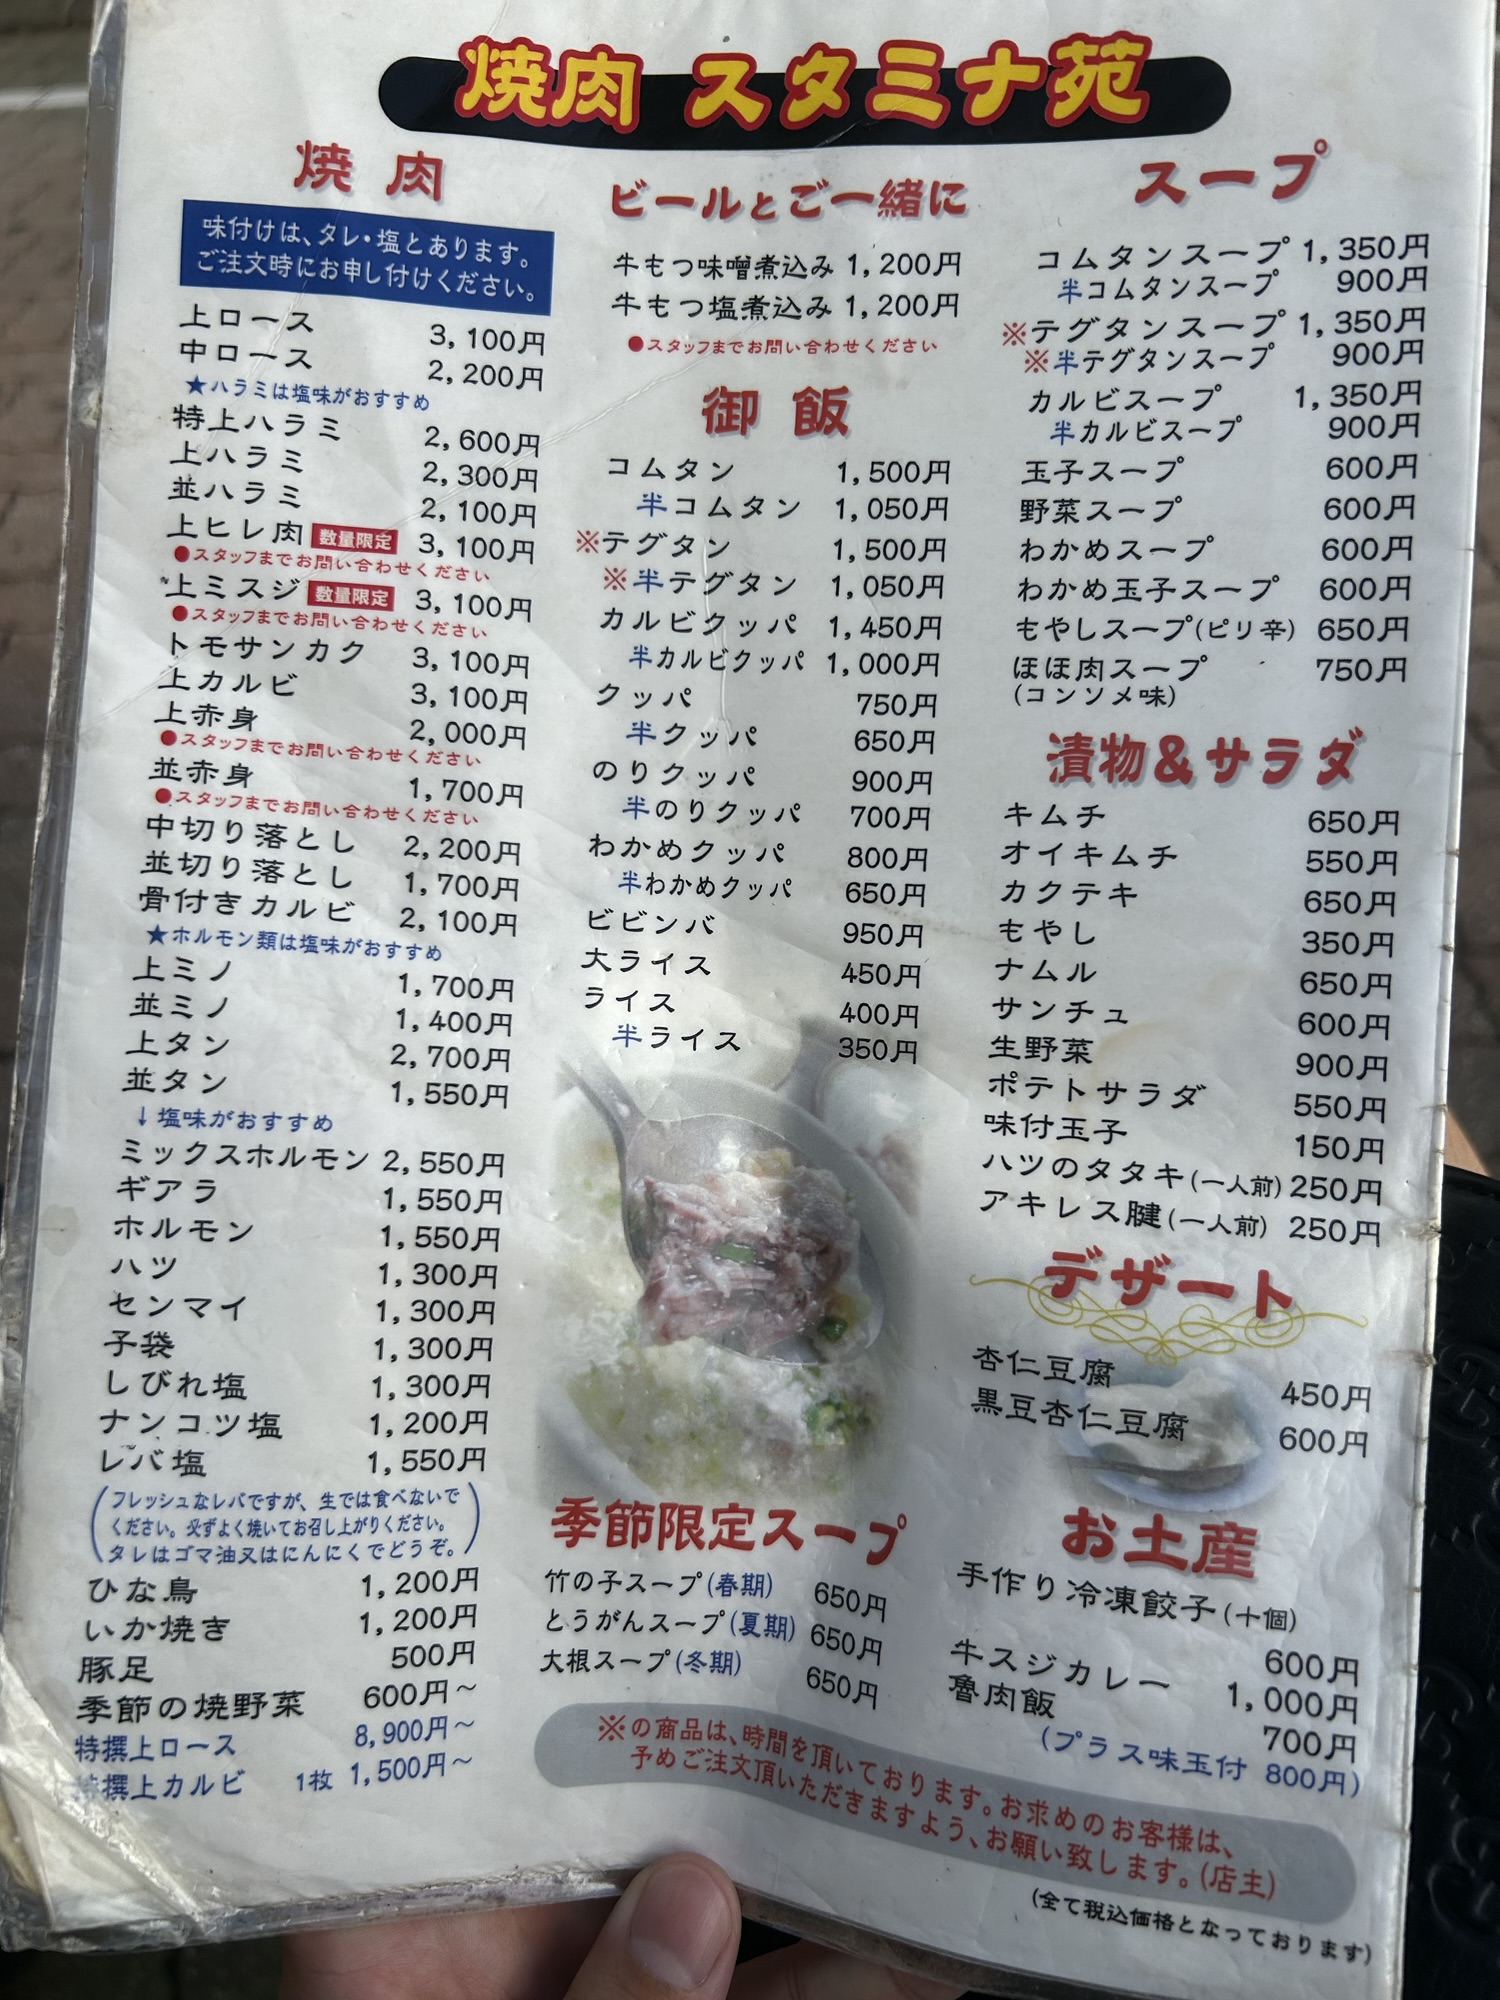 焼肉 スタミナ苑
焼肉
味付けは、タレ・塩とあります。
ご注文時にお申し付けください。
上ロース 3,100円
中ロース 2,200円
★ハラミは塩味がおすすめ
特上ハラミ 2,600円
上ハラミ 2,300円
並ハラミ 2,100円
上ヒレ肉 数量限定 3,100円
●スタッフまでお問い合わせください
上ミスジ 数量限定 3,100円
●スタッフまでお問い合わせください
トモサンカク 3,100円
上カルビ 3,100円
上赤身 2,000円
●スタッフまでお問い合わせください
並赤身 1,700円
●スタッフまでお問い合わせください
中切り落とし 2,200円
並切り落とし 1,700円
骨付きカルビ 2,100円
★ホルモン類は塩味がおすすめ
上ミノ 1,700円
並ミノ 1,400円
上タン 2,700円
並タン 1,550円
↓塩味がおすすめ
ミックスホルモン 2,550円
ギアラ 1,550円
ホルモン 1,550円
ハツ 1,300円
センマイ 1,300円
子袋 1,300円
しびれ塩 1,300円
ナンコツ塩 1,200円
レバ塩 1,550円
(フレッシュなレバですが、生では食べないで
ください。必ずよく焼いてお召し上がりください。
タレはゴマ油又はにんにくでどうぞ。)
ひな鳥 1,200円
いか焼き 1,200円
豚足 500円
季節の焼野菜 600円～
特撰上ロース 8,900円～
特撰上カルビ 1枚 1,500円～
ビールとご一緒に
牛もつ味噌煮込み 1,200円
牛もつ塩煮込み 1,200円
●スタッフまでお問い合わせください
御飯
コムタン 1,500円
半コムタン 1,050円
※テグタン 1,500円
※半テグタン 1,050円
カルビクッパ 1,450円
半カルビクッパ 1,000円
クッパ 750円
半クッパ 650円
のりクッパ 900円
半のりクッパ 700円
わかめクッパ 800円
半わかめクッパ 650円
ビビンバ 950円
大ライス 450円
ライス 400円
半ライス 350円
季節限定スープ
竹の子スープ(春期) 650円
とうがんスープ(夏期) 650円
大根スープ(冬期) 650円
スープ
コムタンスープ 1,350円
半コムタンスープ 900円
※テグタンスープ 1,350円
※半テグタンスープ 900円
カルビスープ 1,350円
半カルビスープ 900円
玉子スープ 600円
野菜スープ 600円
わかめスープ 600円
わかめ玉子スープ 600円
もやしスープ(ピリ辛) 650円
ほほ肉スープ 750円
(コンソメ味)
漬物&サラダ
キムチ 650円
オイキムチ 550円
カクテキ 650円
もやし 350円
ナムル 650円
サンチュ 600円
生野菜 900円
ポテトサラダ 550円
味付玉子 150円
ハツのタタキ(一人前) 250円
アキレス腱(一人前) 250円
デザート
杏仁豆腐 450円
黒豆杏仁豆腐 600円
お土産
手作り冷凍餃子(十個)
600円
牛スジカレー 1,000円
魯肉飯 700円
(プラス味玉付 800円)
※の商品は、時間を頂いております。お求めのお客様は、
予めご注文頂いただきますよう、お願い致します。(店主)
(全て税込価格となっております)